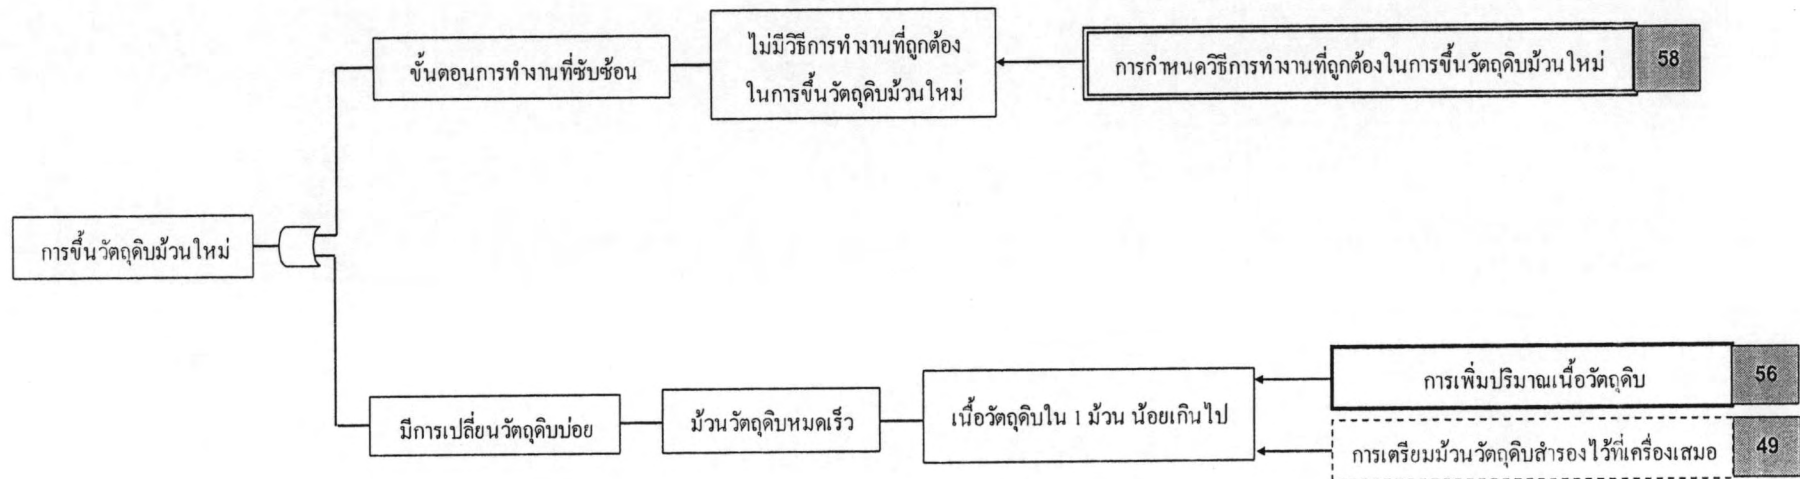 ขั้นตอนการทำงานที่ซับซ้อน
ไม่มีวิธีการทำงานที่ถูกต้อง
ในการขึ้นวัตถุดิบม้วนใหม่
การกำหนดวิธีการทำงานที่ถูกต้องในการขึ้นวัตถุดิบม้วนใหม่
58
การขึ้นวัตถุดิบม้วนใหม่
มีการเปลี่ยนวัตถุดิบบ่อย
ม้วนวัตถุดิบหมดเร็ว
เนื้อวัตถุดิบใน 1 ม้วน น้อยเกินไป
การเพิ่มปริมาณเนื้อวัตถุดิบ
56
การเตรียมม้วนวัตถุดิบสำรองไว้ที่เครื่องเสมอ
49